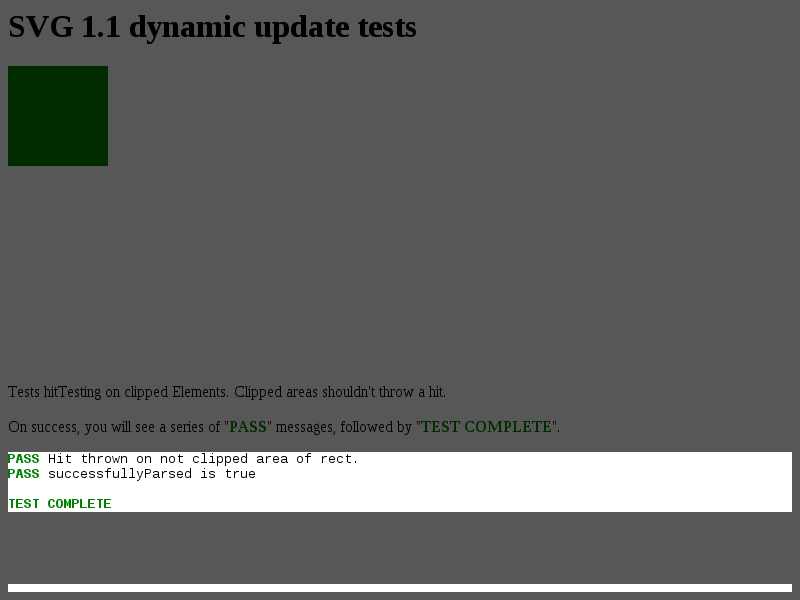 SVG 1.1 dynamic update tests
Tests hitTesting on clipped Elements. Clipped areas shouldn't throw a hit.
On success, you will see a series of "PASS" messages, followed by "TEST COMPLETE".
PASS Hit thrown on not clipped area of rect.
PASS successfullyParsed is true
TEST COMPLETE